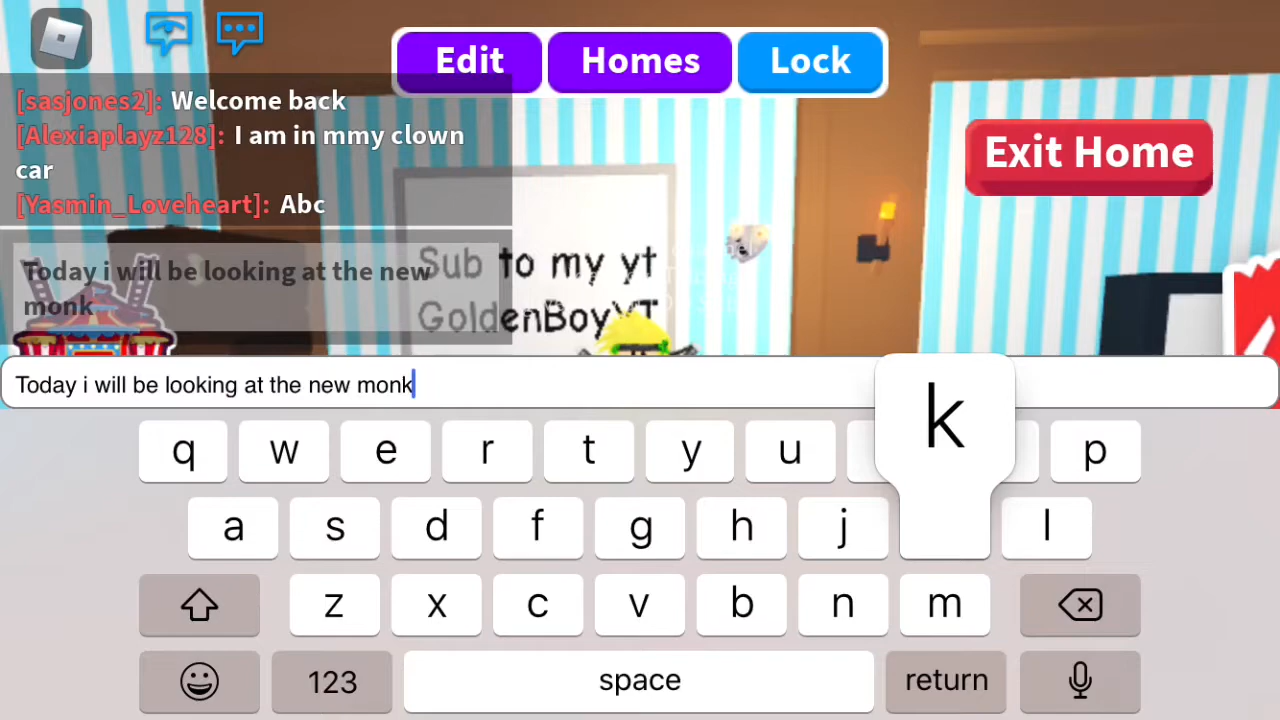 Edit
Homes
Lock
[sasjones2]: Welcome back
[Alexiaplayz128]: I am in mmy clown
car
[Yasmin_Loveheart]: Abc
Exit Home
Sub to my yt
GoldenBoyYT
Today i will be looking at the new
monk
Today i will be looking at the new monk
k
q w e r t y u p
a s d f g h j l
z x c v b n m
123 space return